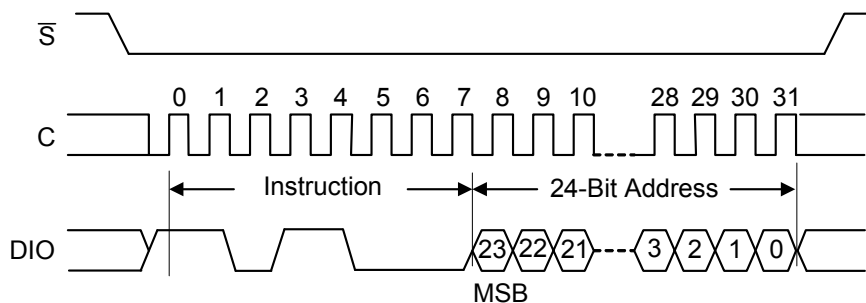 S̅
0 1 2 3 4 5 6 7 8 9 10 28 29 30 31
C
Instruction 24-Bit Address
DIO 23 22 21 3 2 1 0
MSB